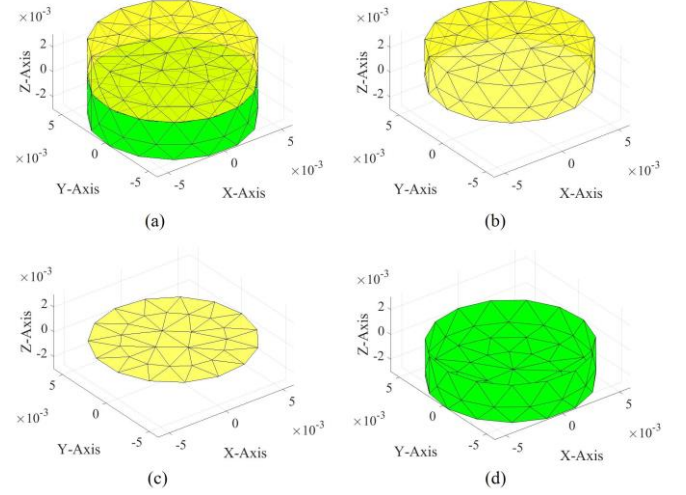 ×10⁻³ ×10⁻³
2 2
Z-Axis 0 Z-Axis 0
-2 -2
5 5 5 5
×10⁻³ 0 0 ×10⁻³ 0 0
Y-Axis -5 -5 ×10⁻³ Y-Axis -5 -5 ×10⁻³
X-Axis X-Axis
(a) (b)
×10⁻³ ×10⁻³
2 2
Z-Axis 0 Z-Axis 0
-2 -2
5 5 5 5
×10⁻³ 0 0 ×10⁻³ 0 0
Y-Axis -5 -5 ×10⁻³ Y-Axis -5 -5 ×10⁻³
X-Axis X-Axis
(c) (d)